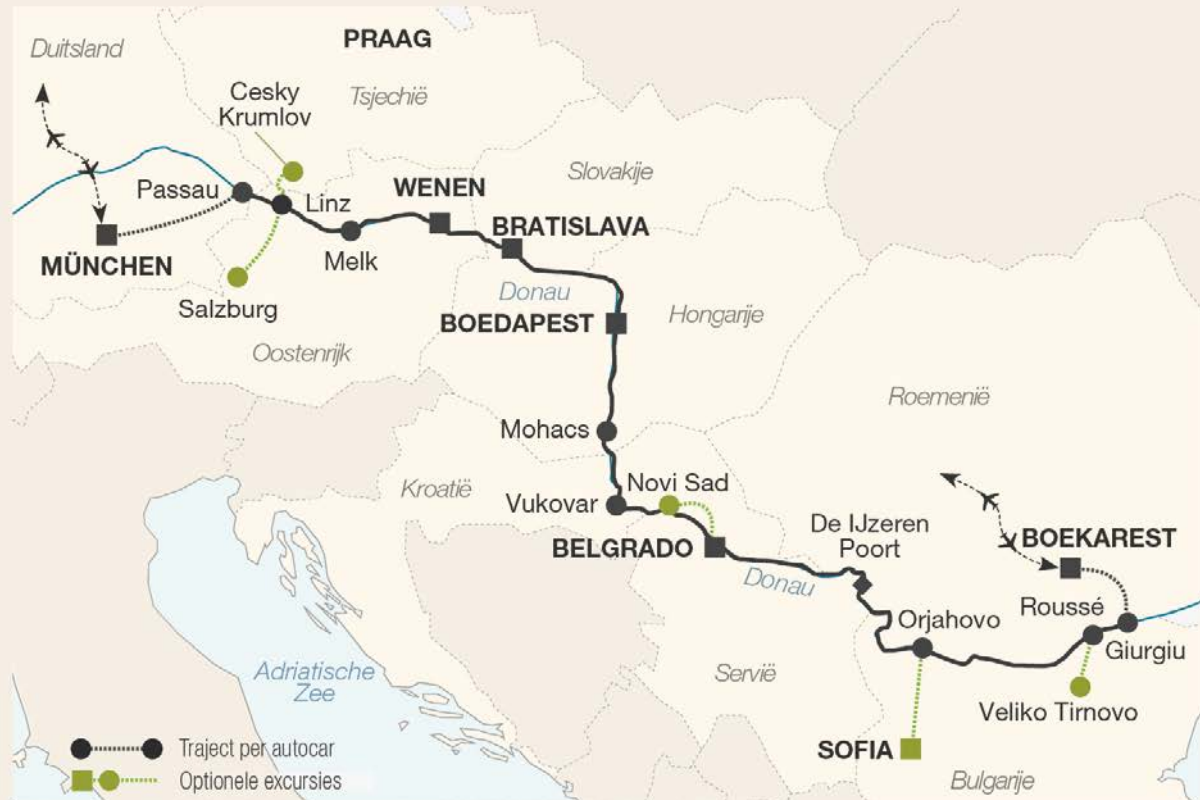 Duitsland
PRAAG
Tsjechië
Cesky
Krumlov
Slovakije
Passau
WENEN
Linz
BRATISLAVA
MÜNCHEN
Melk
Salzburg
Donau
BOEDAPEST
Hongarije
Oostenrijk
Roemenië
Mohacs
Kroatië
Novi Sad
Vukovar
De IJzeren
Poort
BOEKAREST
BELGRADO
Donau
Roussé
Orjahovo
Giurgiu
Adriatische
Zee
Servië
Veliko Tirnovo
Traject per autocar
SOFIA
Optionele excursies
Bulgarije